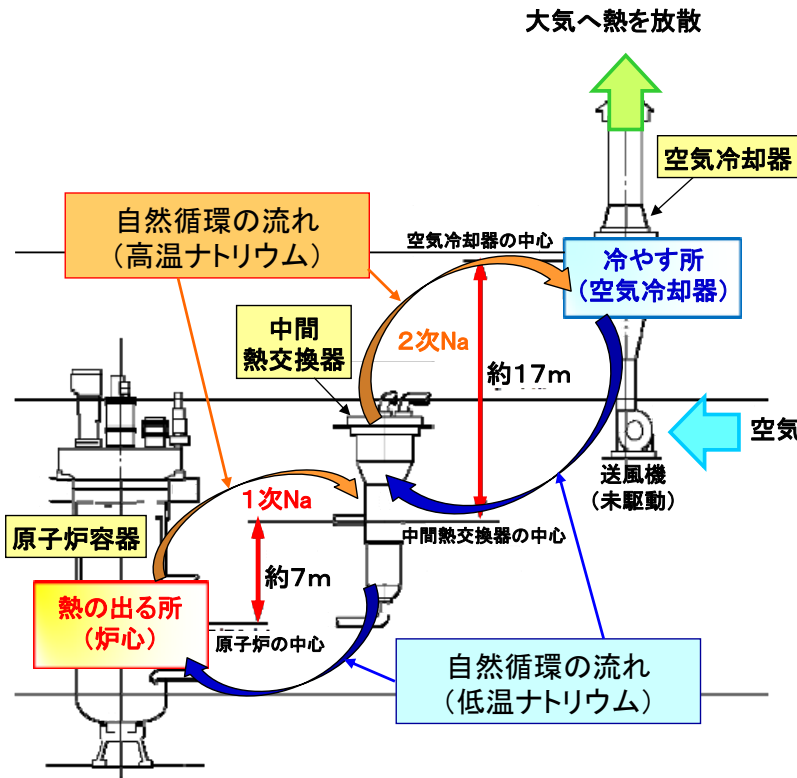 大気へ熱を放散
空気冷却器
自然循環の流れ
(高温ナトリウム)
空気冷却器の中心
冷やす所
(空気冷却器)
中間
熱交換器
2次Na
約17m
空気
送風機
(未駆動)
1次Na
原子炉容器
中間熱交換器の中心
約7m
熱の出る所
(炉心)
原子炉の中心
自然循環の流れ
(低温ナトリウム)